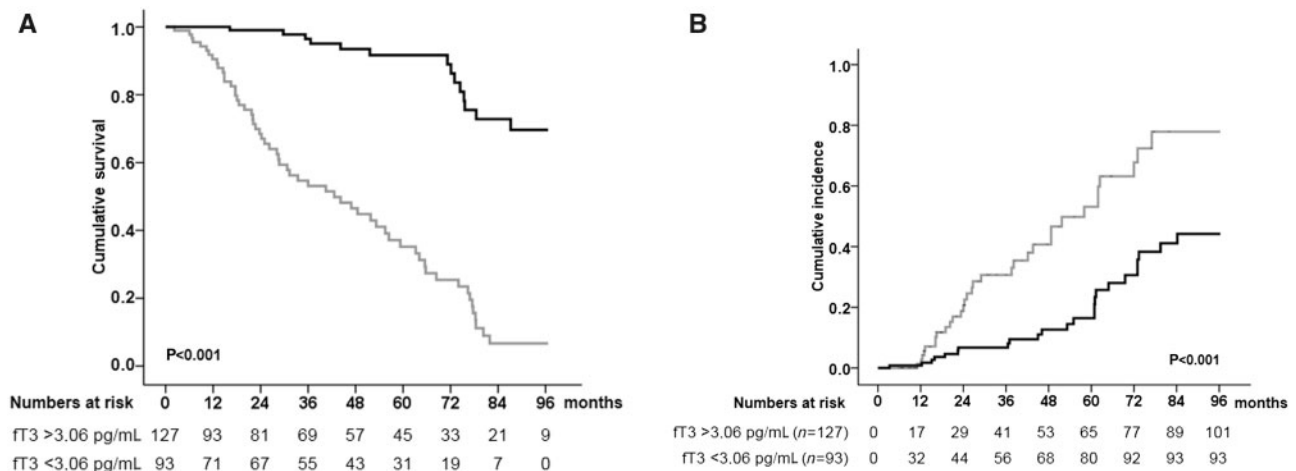 A
1.0
0.8
0.6
0.4
0.2
0.0
Cumulative survival
P<0.001
0 12 24 36 48 60 72 84 96 months
Numbers at risk
fT3 >3.06 pg/mL 127 93 81 69 57 45 33 21 9
fT3 <3.06 pg/mL 93 71 67 55 43 31 19 7 0
B
1.0
0.8
0.6
0.4
0.2
0.0
Cumulative incidence
P<0.001
0 12 24 36 48 60 72 84 96 months
Numbers at risk
fT3 >3.06 pg/mL (n=127) 0 17 29 41 53 65 77 89 101
fT3 <3.06 pg/mL (n=93) 0 32 44 56 68 80 92 93 93